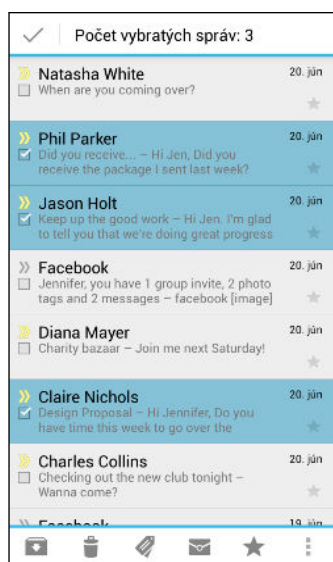 Počet vybratých správ: 3
Natasha White 20. jún
When are you coming over?
Phil Parker 20. jún
Did you receive... – Hi Jen, Did you
receive the package I sent last week?
Jason Holt 20. jún
Keep up the good work – Hi Jen. I'm glad
to tell you that we're doing great progress
Facebook 20. jún
Jennifer, you have 1 group invite, 2 photo
tags and 2 messages – facebook [image]
Diana Mayer 20. jún
Charity bazaar – Join me next Saturday!
Claire Nichols 20. jún
Design Proposal – Hi Jennifer, Do you
have time this week to go over the
Charles Collins 20. jún
Checking out the new club tonight –
Wanna come?
Facebook 19. jún